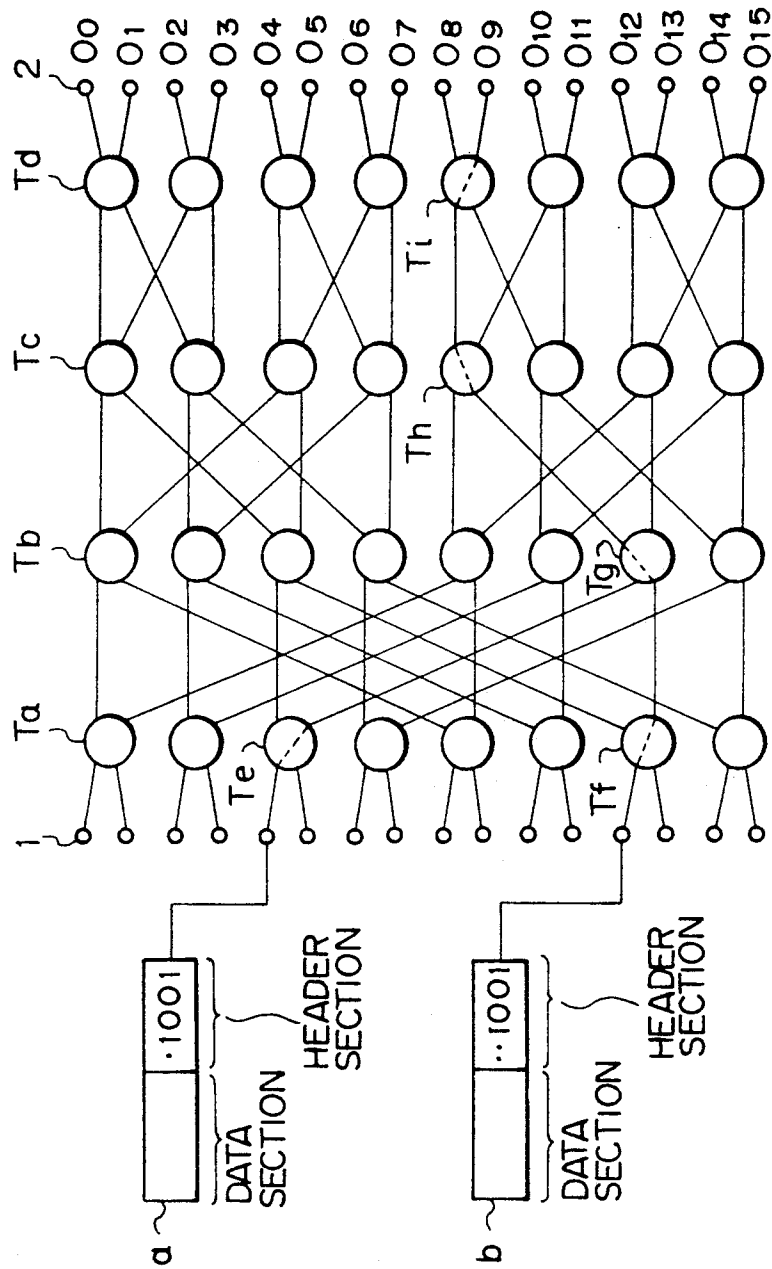 1
Ta
Tb
Tc
Td
2
O0
O1
O2
O3
O4
O5
O6
O7
O8
O9
O10
O11
O12
O13
O14
O15
Te
Tf
Tg
Th
Ti
a
·1001
DATA
SECTION
HEADER
SECTION
b
··1001
DATA
SECTION
HEADER
SECTION